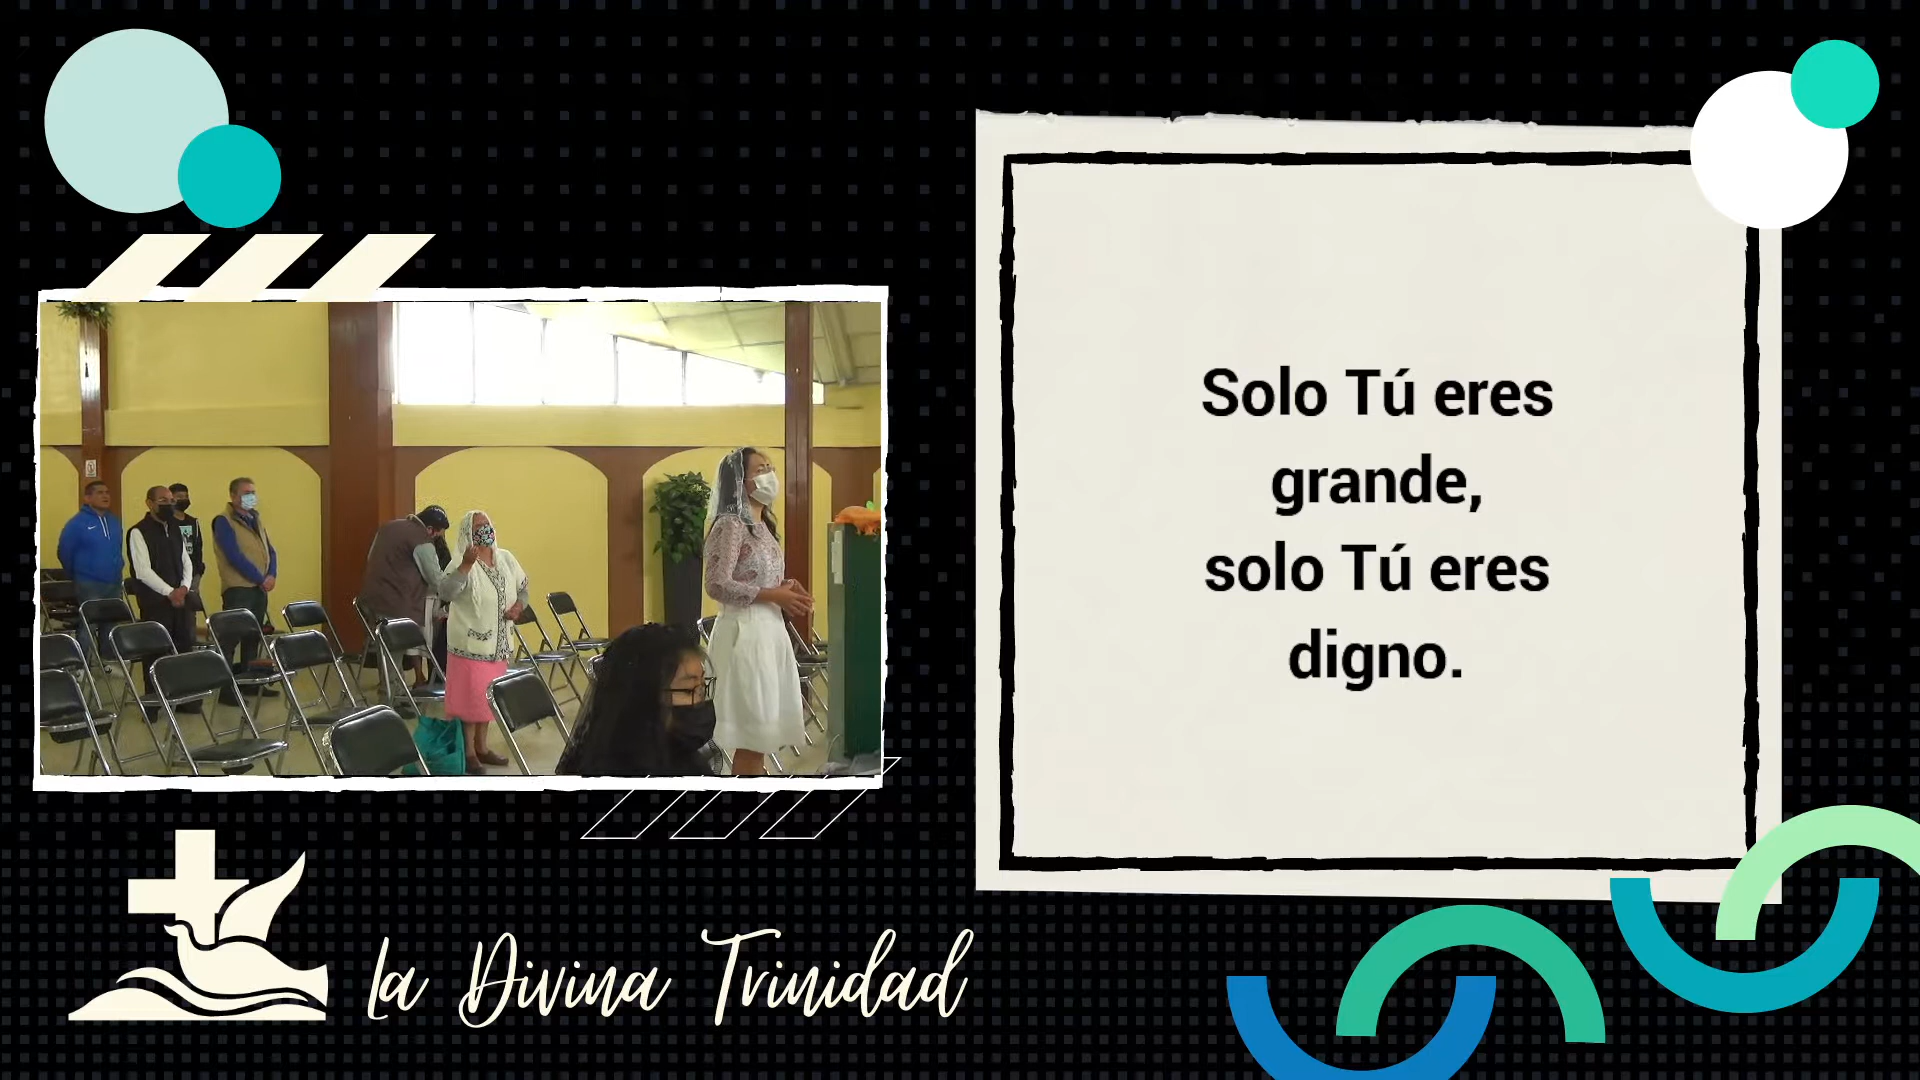 Solo Tú eres
grande,
solo Tú eres
digno.
la Divina Trinidad